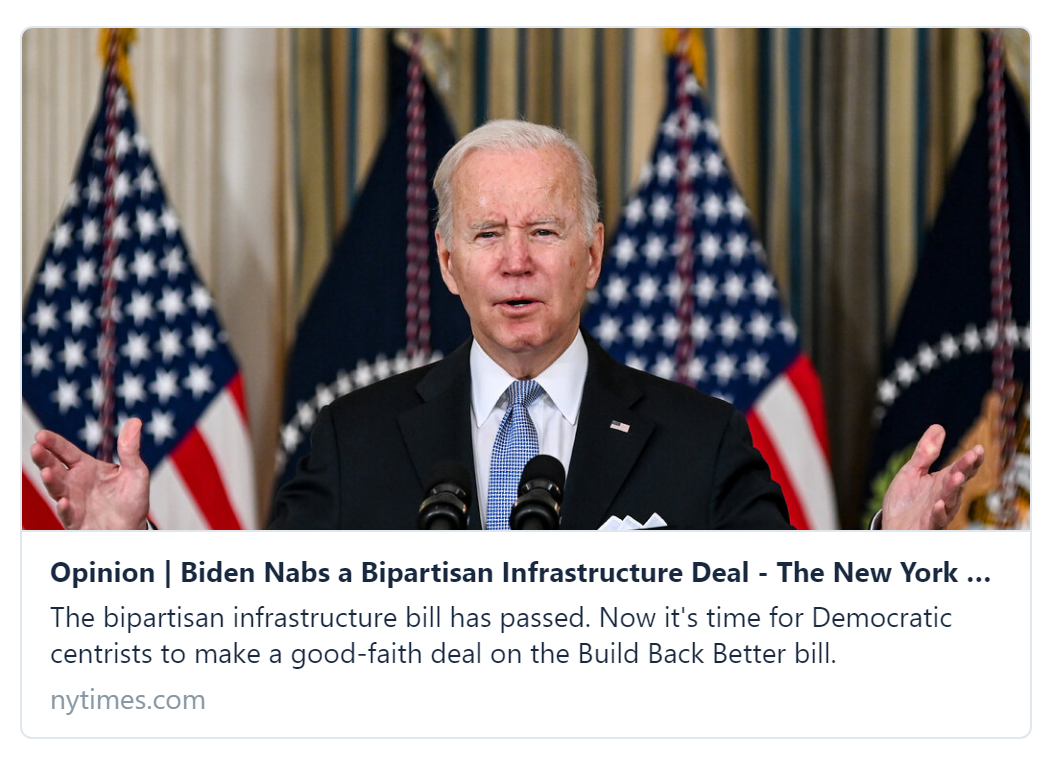 Opinion | Biden Nabs a Bipartisan Infrastructure Deal - The New York ...
The bipartisan infrastructure bill has passed. Now it's time for Democratic
centrists to make a good-faith deal on the Build Back Better bill.
nytimes.com